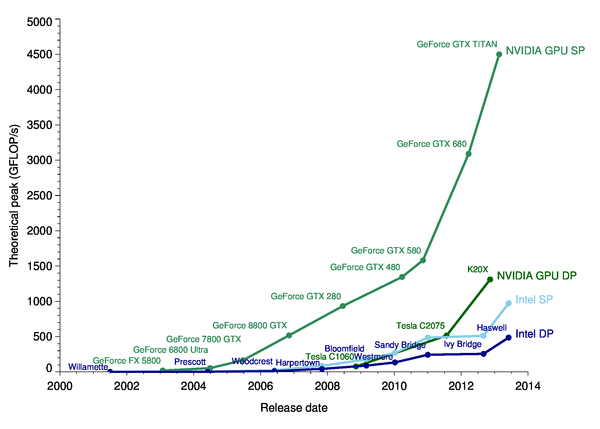 5000
4500
4000
3500
3000
2500
2000
1500
1000
500
0
Theoretical peak (GFLOP/s)
GeForce GTX TITAN
NVIDIA GPU SP
GeForce GTX 680
GeForce GTX 580
GeForce GTX 480
K20X
NVIDIA GPU DP
GeForce GTX 280
Intel SP
GeForce 8800 GTX
Tesla C2075
Haswell
Intel DP
GeForce 7800 GTX
GeForce 6800 Ultra
Bloomfield
Sandy Bridge
Ivy Bridge
GeForce FX 5800
Tesla C1060
Westmere
Willamette
Prescott
Woodcrest
Harpertown
2000
2002
2004
2006
2008
2010
2012
2014
Release date